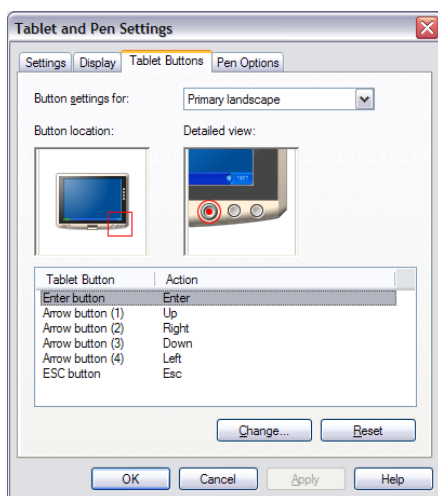 Tablet and Pen Settings
Settings Display Tablet Buttons Pen Options
Button settings for: Primary landscape
Button location: Detailed view:
Tablet Button Action
Enter button Enter
Arrow button (1) Up
Arrow button (2) Right
Arrow button (3) Down
Arrow button (4) Left
ESC button Esc
Change... Reset
OK Cancel Apply Help